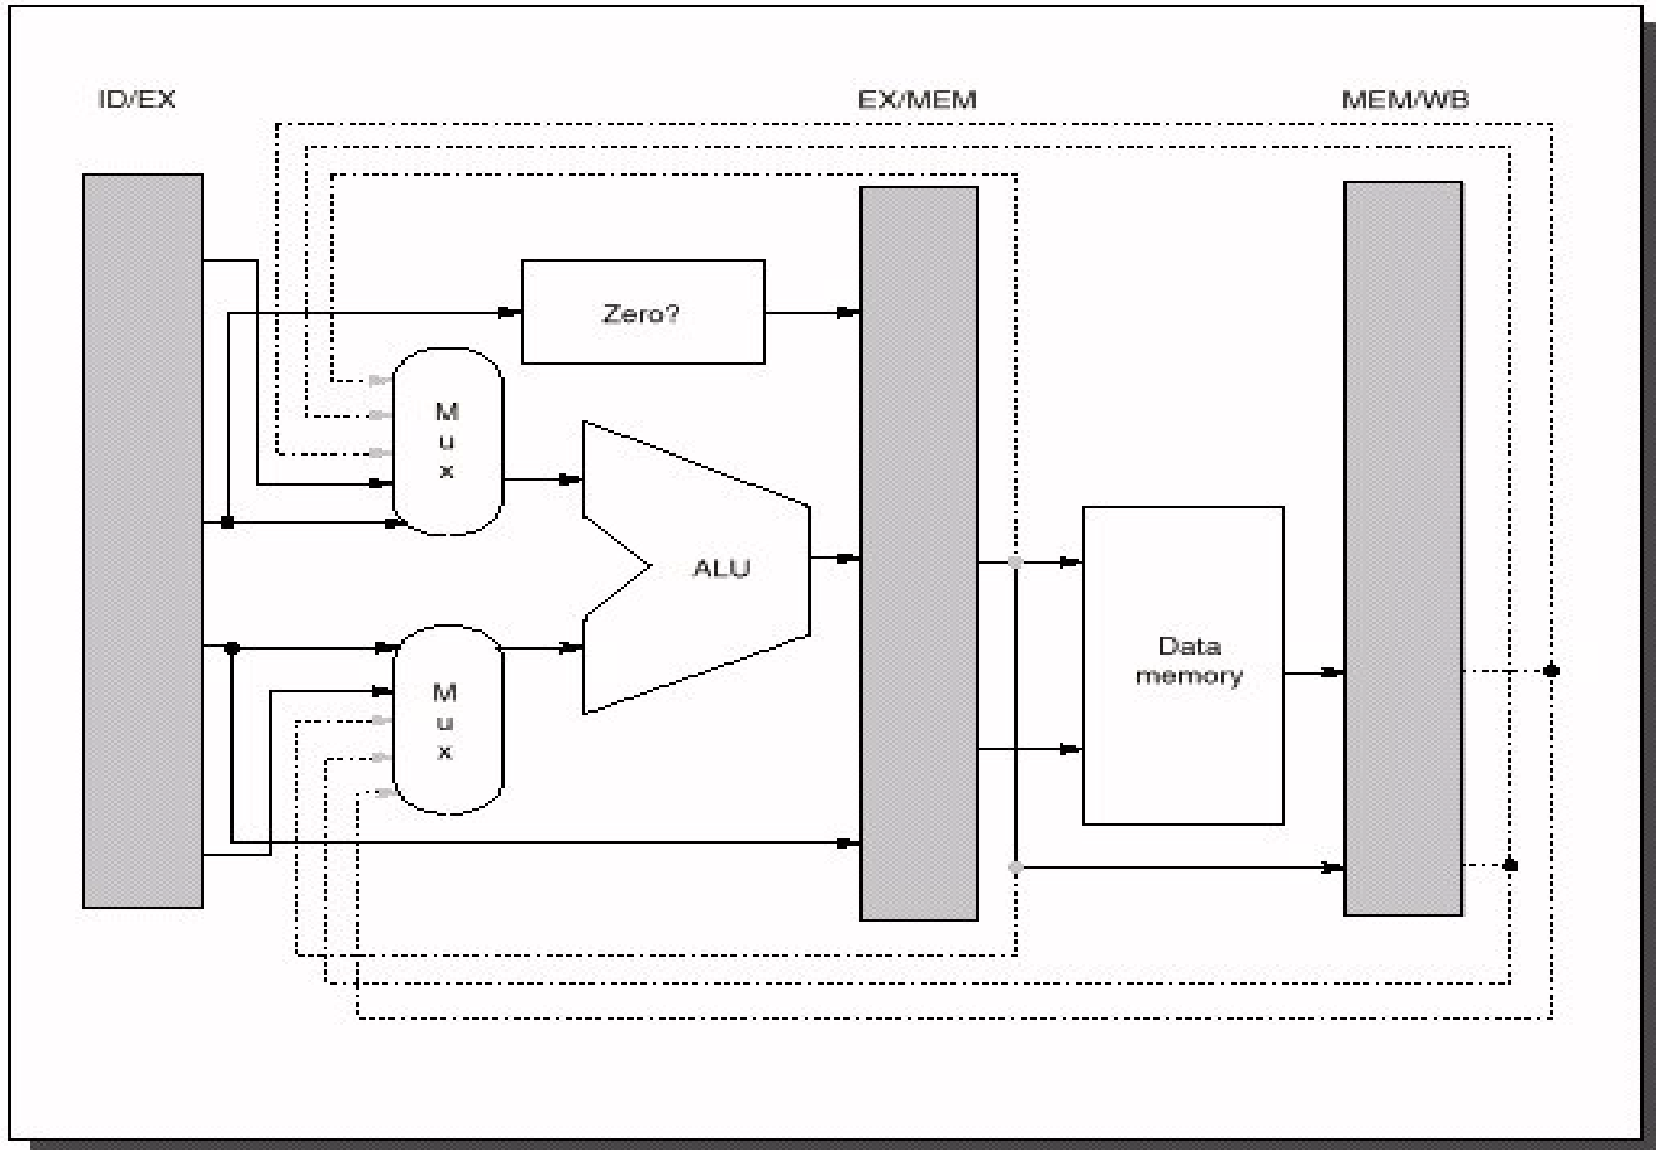 ID/EX
EX/MEM
MEM/WB
Zero?
M
u
x
ALU
M
u
x
Data
memory